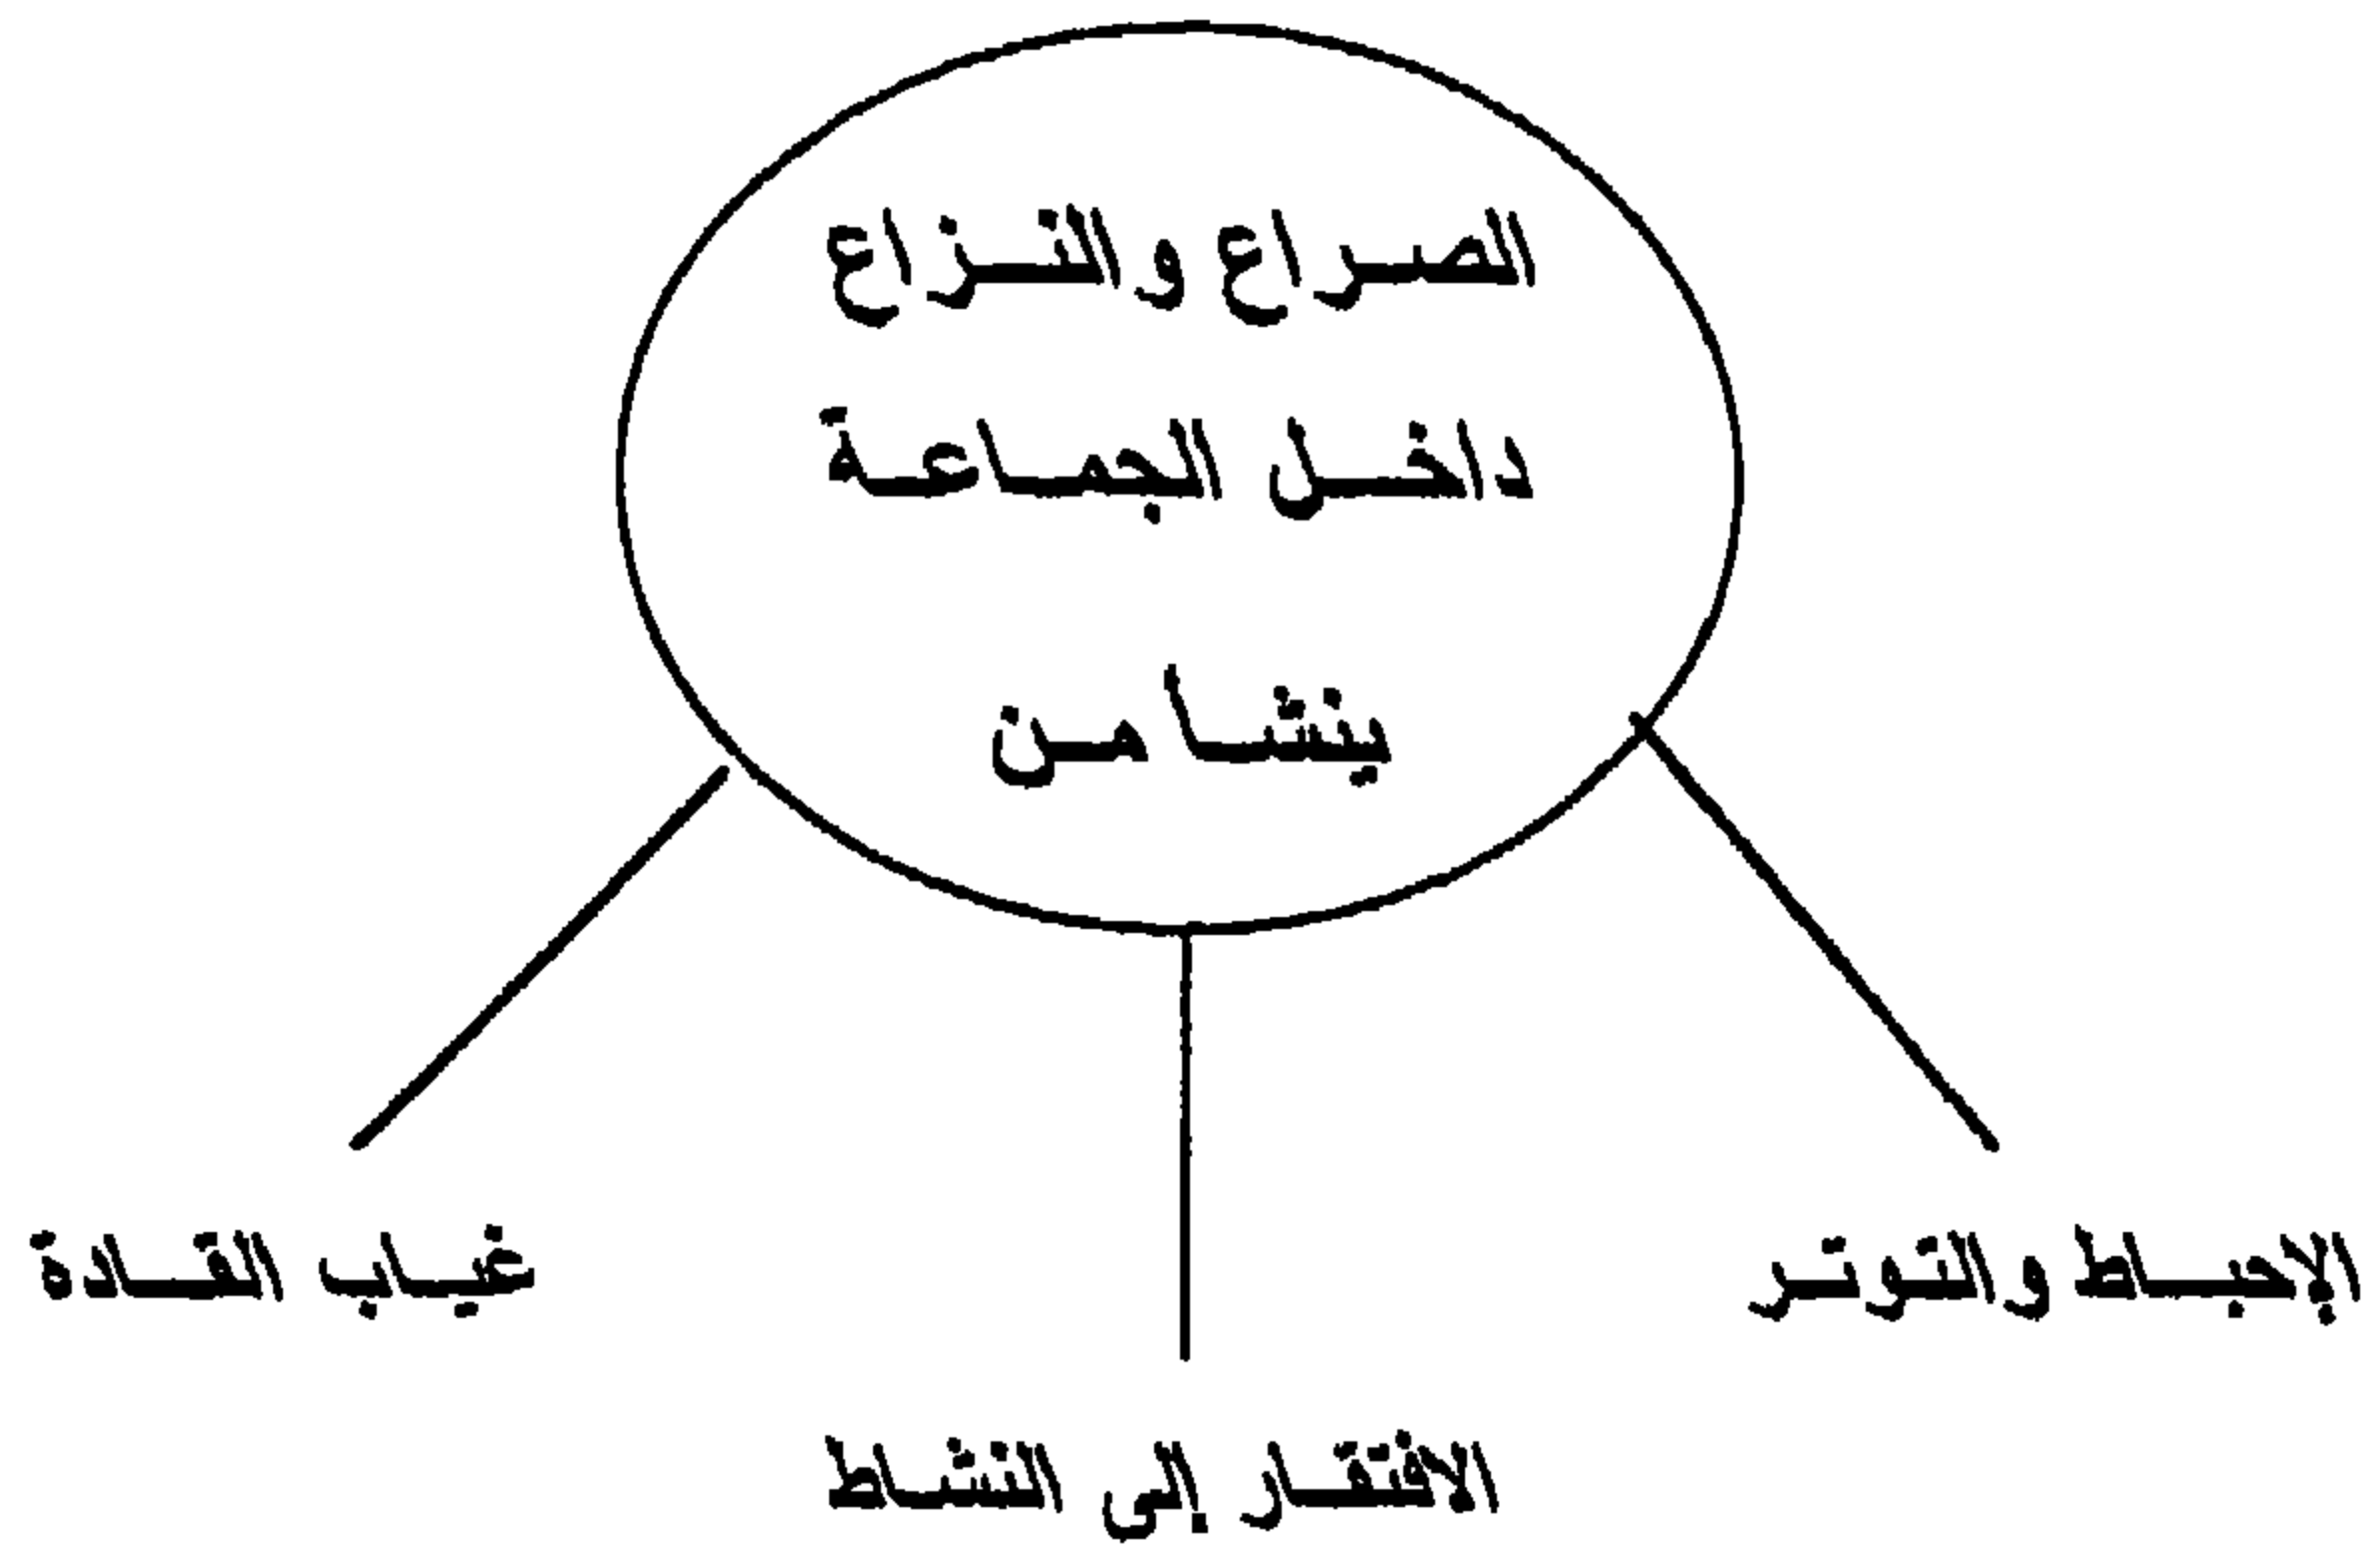 الصراع والنزاع
داخل الجماعة
ينشا من
الإحباط والتوتر
غياب القادة
الافتقار إلى النشاط